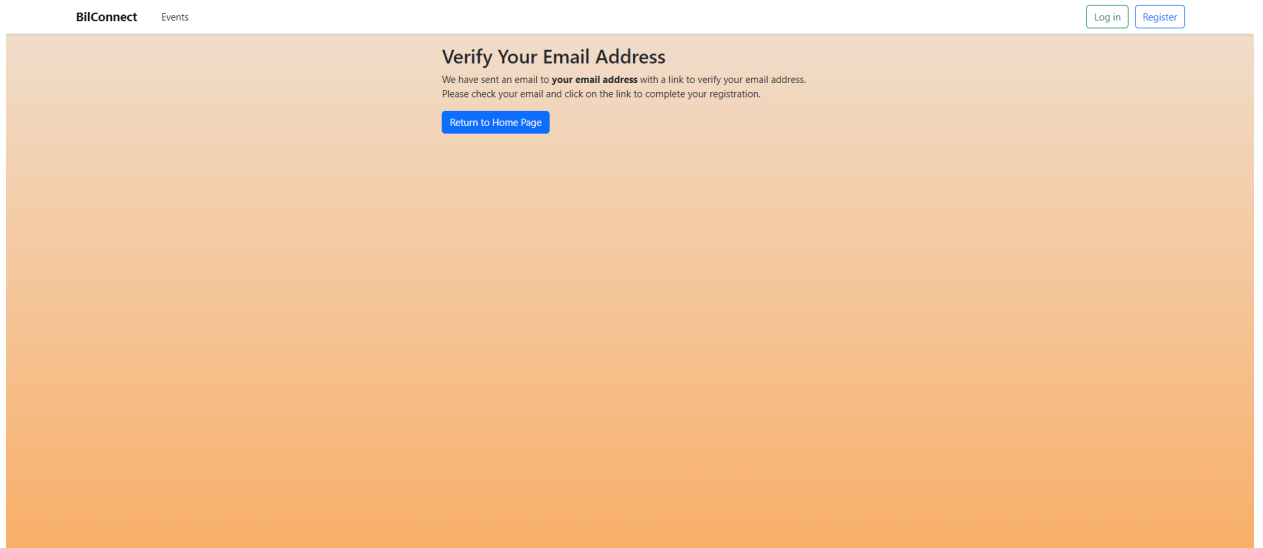 BilConnect Events Log in Register
Verify Your Email Address
We have sent an email to your email address with a link to verify your email address.
Please check your email and click on the link to complete your registration.
Return to Home Page